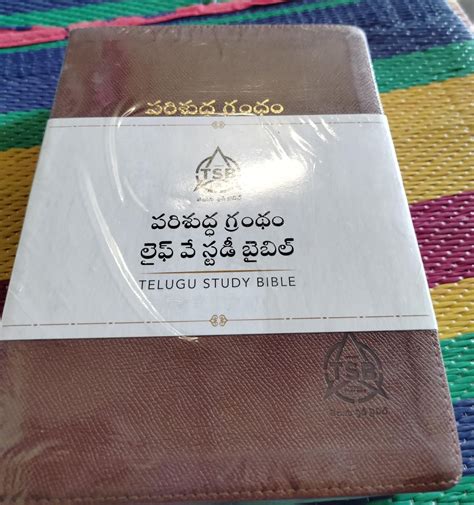 పరిశుద్ధ గ్రంథం
TSB
పరిశుద్ధ గ్రంథం
లైఫ్ వే స్టడీ బైబిల్
TELUGU STUDY BIBLE
TSB